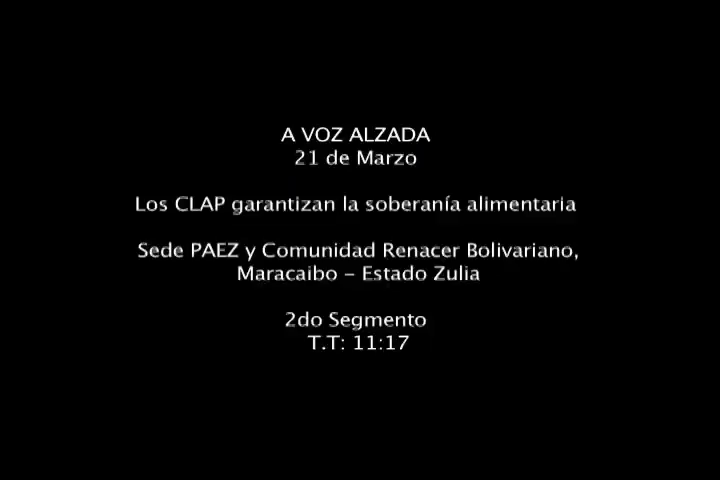 A VOZ ALZADA
21 de Marzo
Los CLAP garantizan la soberanía alimentaria
Sede PAEZ y Comunidad Renacer Bolivariano,
Maracaibo - Estado Zulia
2do Segmento
T.T: 11:17